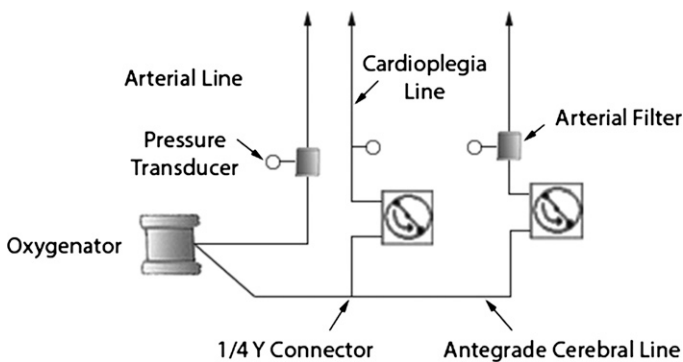 Arterial Line
Cardioplegia
Line
Arterial Filter
Pressure
Transducer
Oxygenator
1/4 Y Connector
Antegrade Cerebral Line